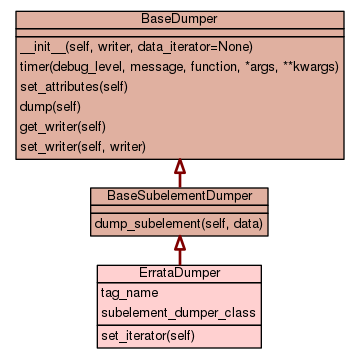 BaseDumper
__init__(self, writer, data_iterator=None)
timer(debug_level, message, function, *args, **kwargs)
set_attributes(self)
dump(self)
get_writer(self)
set_writer(self, writer)
BaseSubelementDumper
dump_subelement(self, data)
ErrataDumper
tag_name
subelement_dumper_class
set_iterator(self)